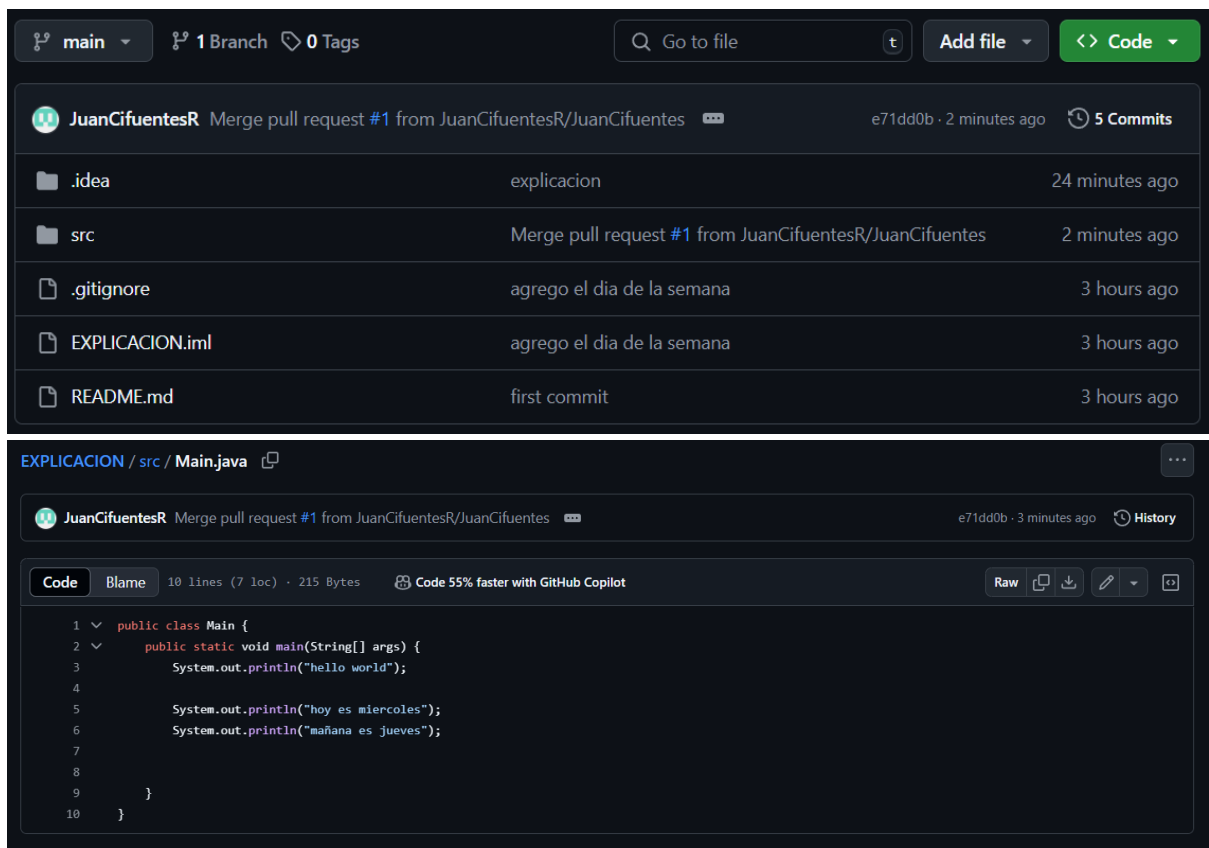 main 1 Branch 0 Tags Go to file t Add file Code
JuanCifuentesR Merge pull request #1 from JuanCifuentesR/JuanCifuentes e71dd0b · 2 minutes ago 5 Commits
.idea explicacion 24 minutes ago
src Merge pull request #1 from JuanCifuentesR/JuanCifuentes 2 minutes ago
.gitignore agrego el dia de la semana 3 hours ago
EXPLICACION.iml agrego el dia de la semana 3 hours ago
README.md first commit 3 hours ago
EXPLICACION / src / Main.java
JuanCifuentesR Merge pull request #1 from JuanCifuentesR/JuanCifuentes e71dd0b · 3 minutes ago History
Code Blame 10 lines (7 loc) · 215 Bytes Code 55% faster with GitHub Copilot Raw
1 public class Main {
2 public static void main(String[] args) {
3 System.out.println("hello world");
4
5 System.out.println("hoy es miercoles");
6 System.out.println("mañana es jueves");
7
8
9 }
10 }